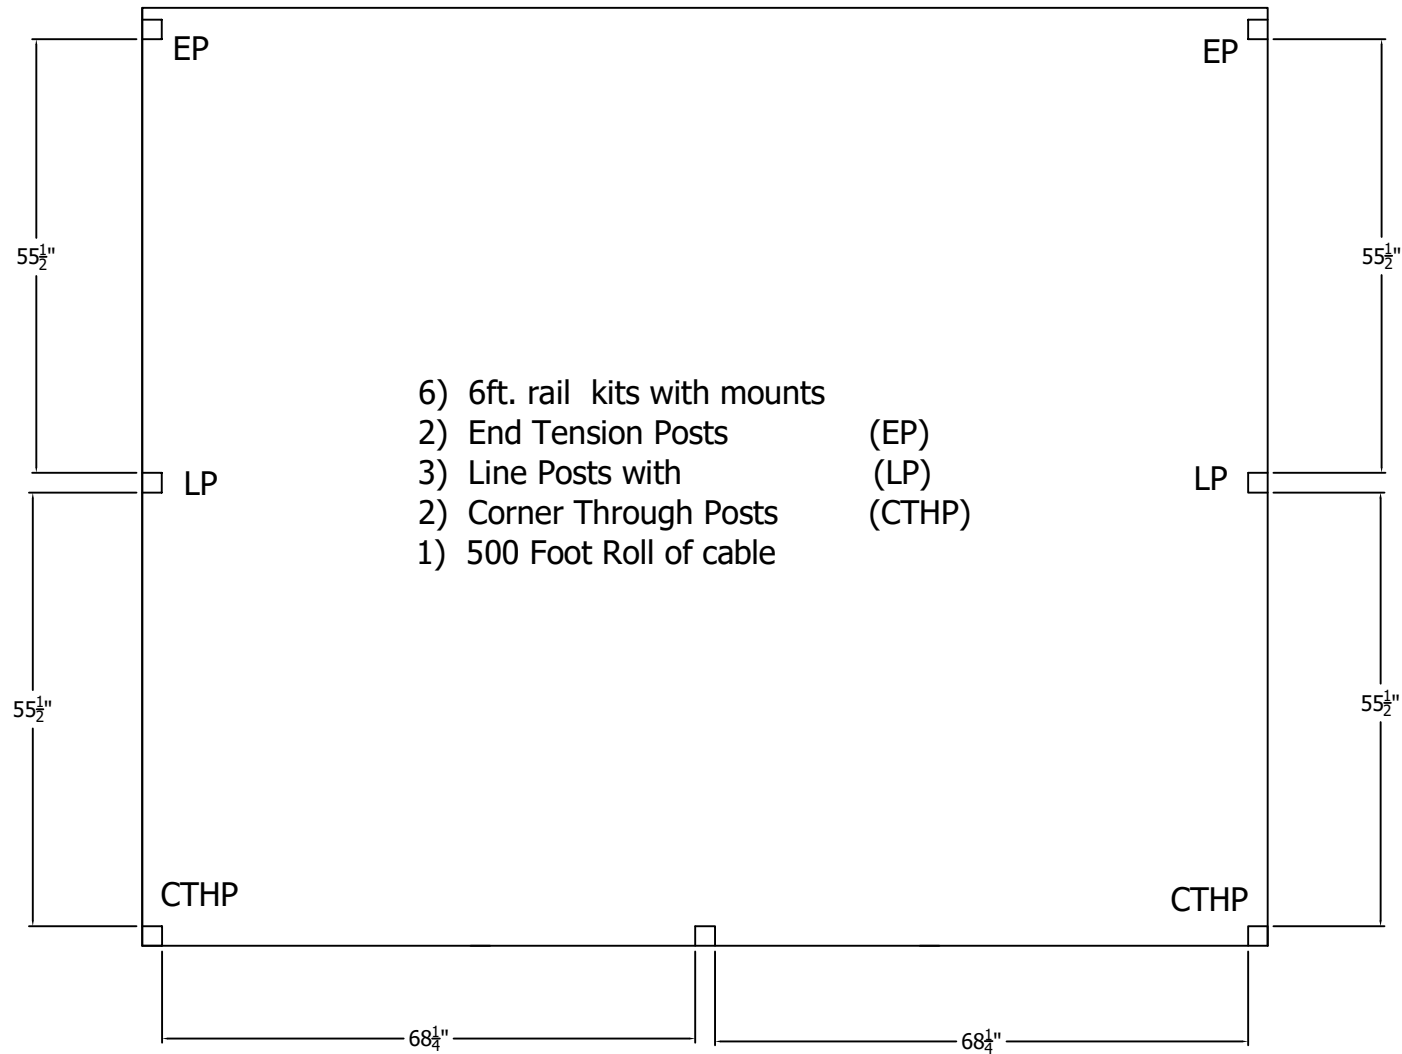 EP
EP
55½"
55½"
6) 6ft. rail kits with mounts
2) End Tension Posts (EP)
3) Line Posts with (LP)
2) Corner Through Posts (CTHP)
1) 500 Foot Roll of cable
LP
LP
55½"
55½"
CTHP
CTHP
68¼"
68¼"